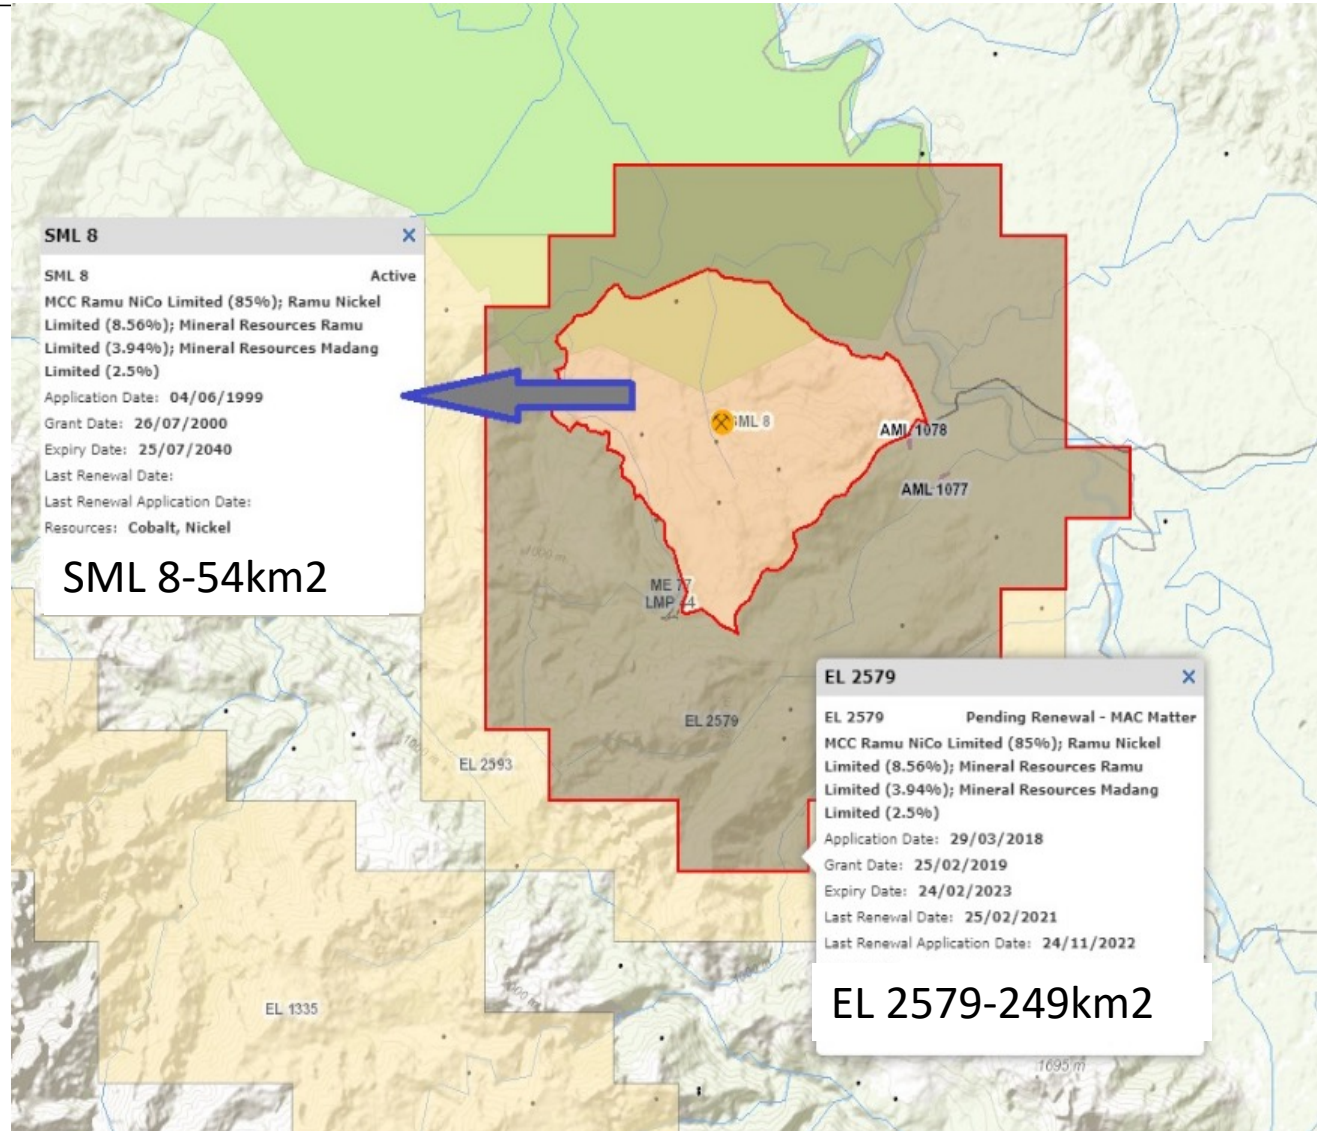 SML 8
SML 8 Active
MCC Ramu NiCo Limited (85%); Ramu Nickel
Limited (8.56%); Mineral Resources Ramu
Limited (3.94%); Mineral Resources Madang
Limited (2.5%)
Application Date: 04/06/1999
Grant Date: 26/07/2000
Expiry Date: 25/07/2040
Last Renewal Date:
Last Renewal Application Date:
Resources: Cobalt, Nickel
SML 8-54km2
SML 8
AML 1078
AML 1077
1000 m
ME 77
LMP
EL 2579
EL 2593
EL 1335
EL 2579
EL 2579 Pending Renewal - MAC Matter
MCC Ramu NiCo Limited (85%); Ramu Nickel
Limited (8.56%); Mineral Resources Ramu
Limited (3.94%); Mineral Resources Madang
Limited (2.5%)
Application Date: 29/03/2018
Grant Date: 25/02/2019
Expiry Date: 24/02/2023
Last Renewal Date: 25/02/2021
Last Renewal Application Date: 24/11/2022
EL 2579-249km2
1695 m